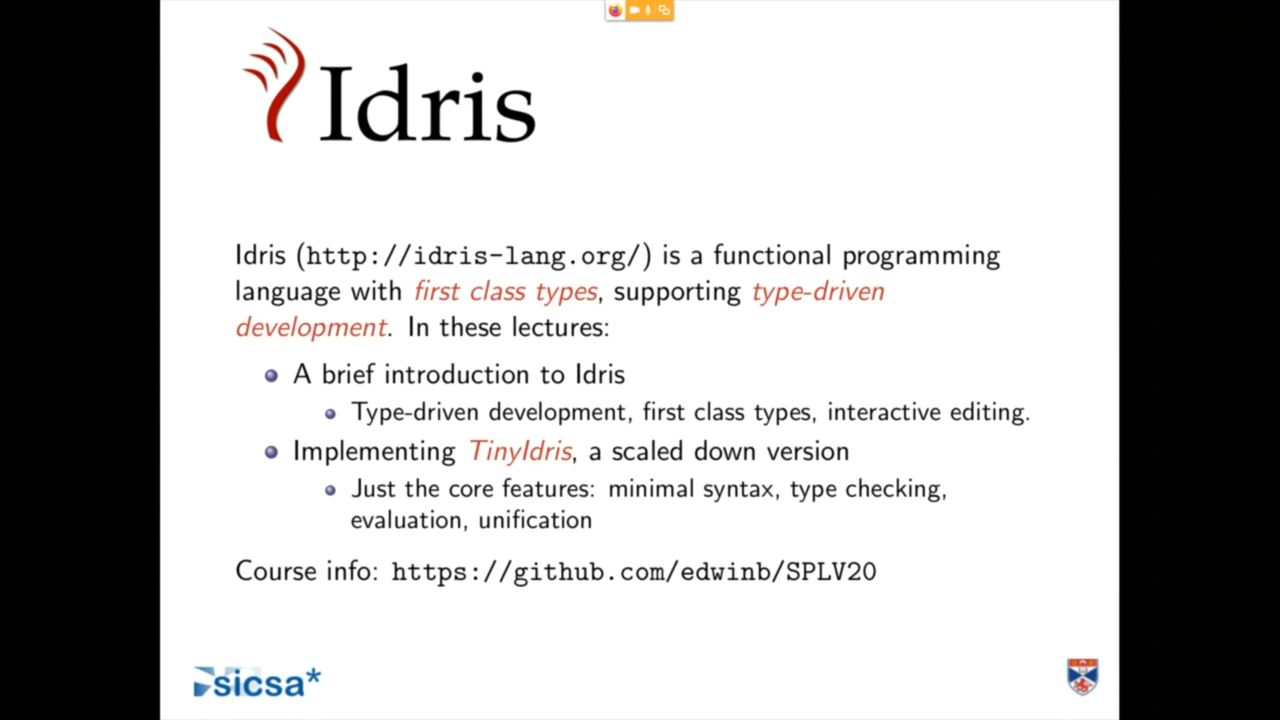 Idris
Idris (http://idris-lang.org/) is a functional programming
language with first class types, supporting type-driven
development. In these lectures:
A brief introduction to Idris
Type-driven development, first class types, interactive editing.
Implementing TinyIdris, a scaled down version
Just the core features: minimal syntax, type checking,
evaluation, unification
Course info: https://github.com/edwinb/SPLV20
sicsa*